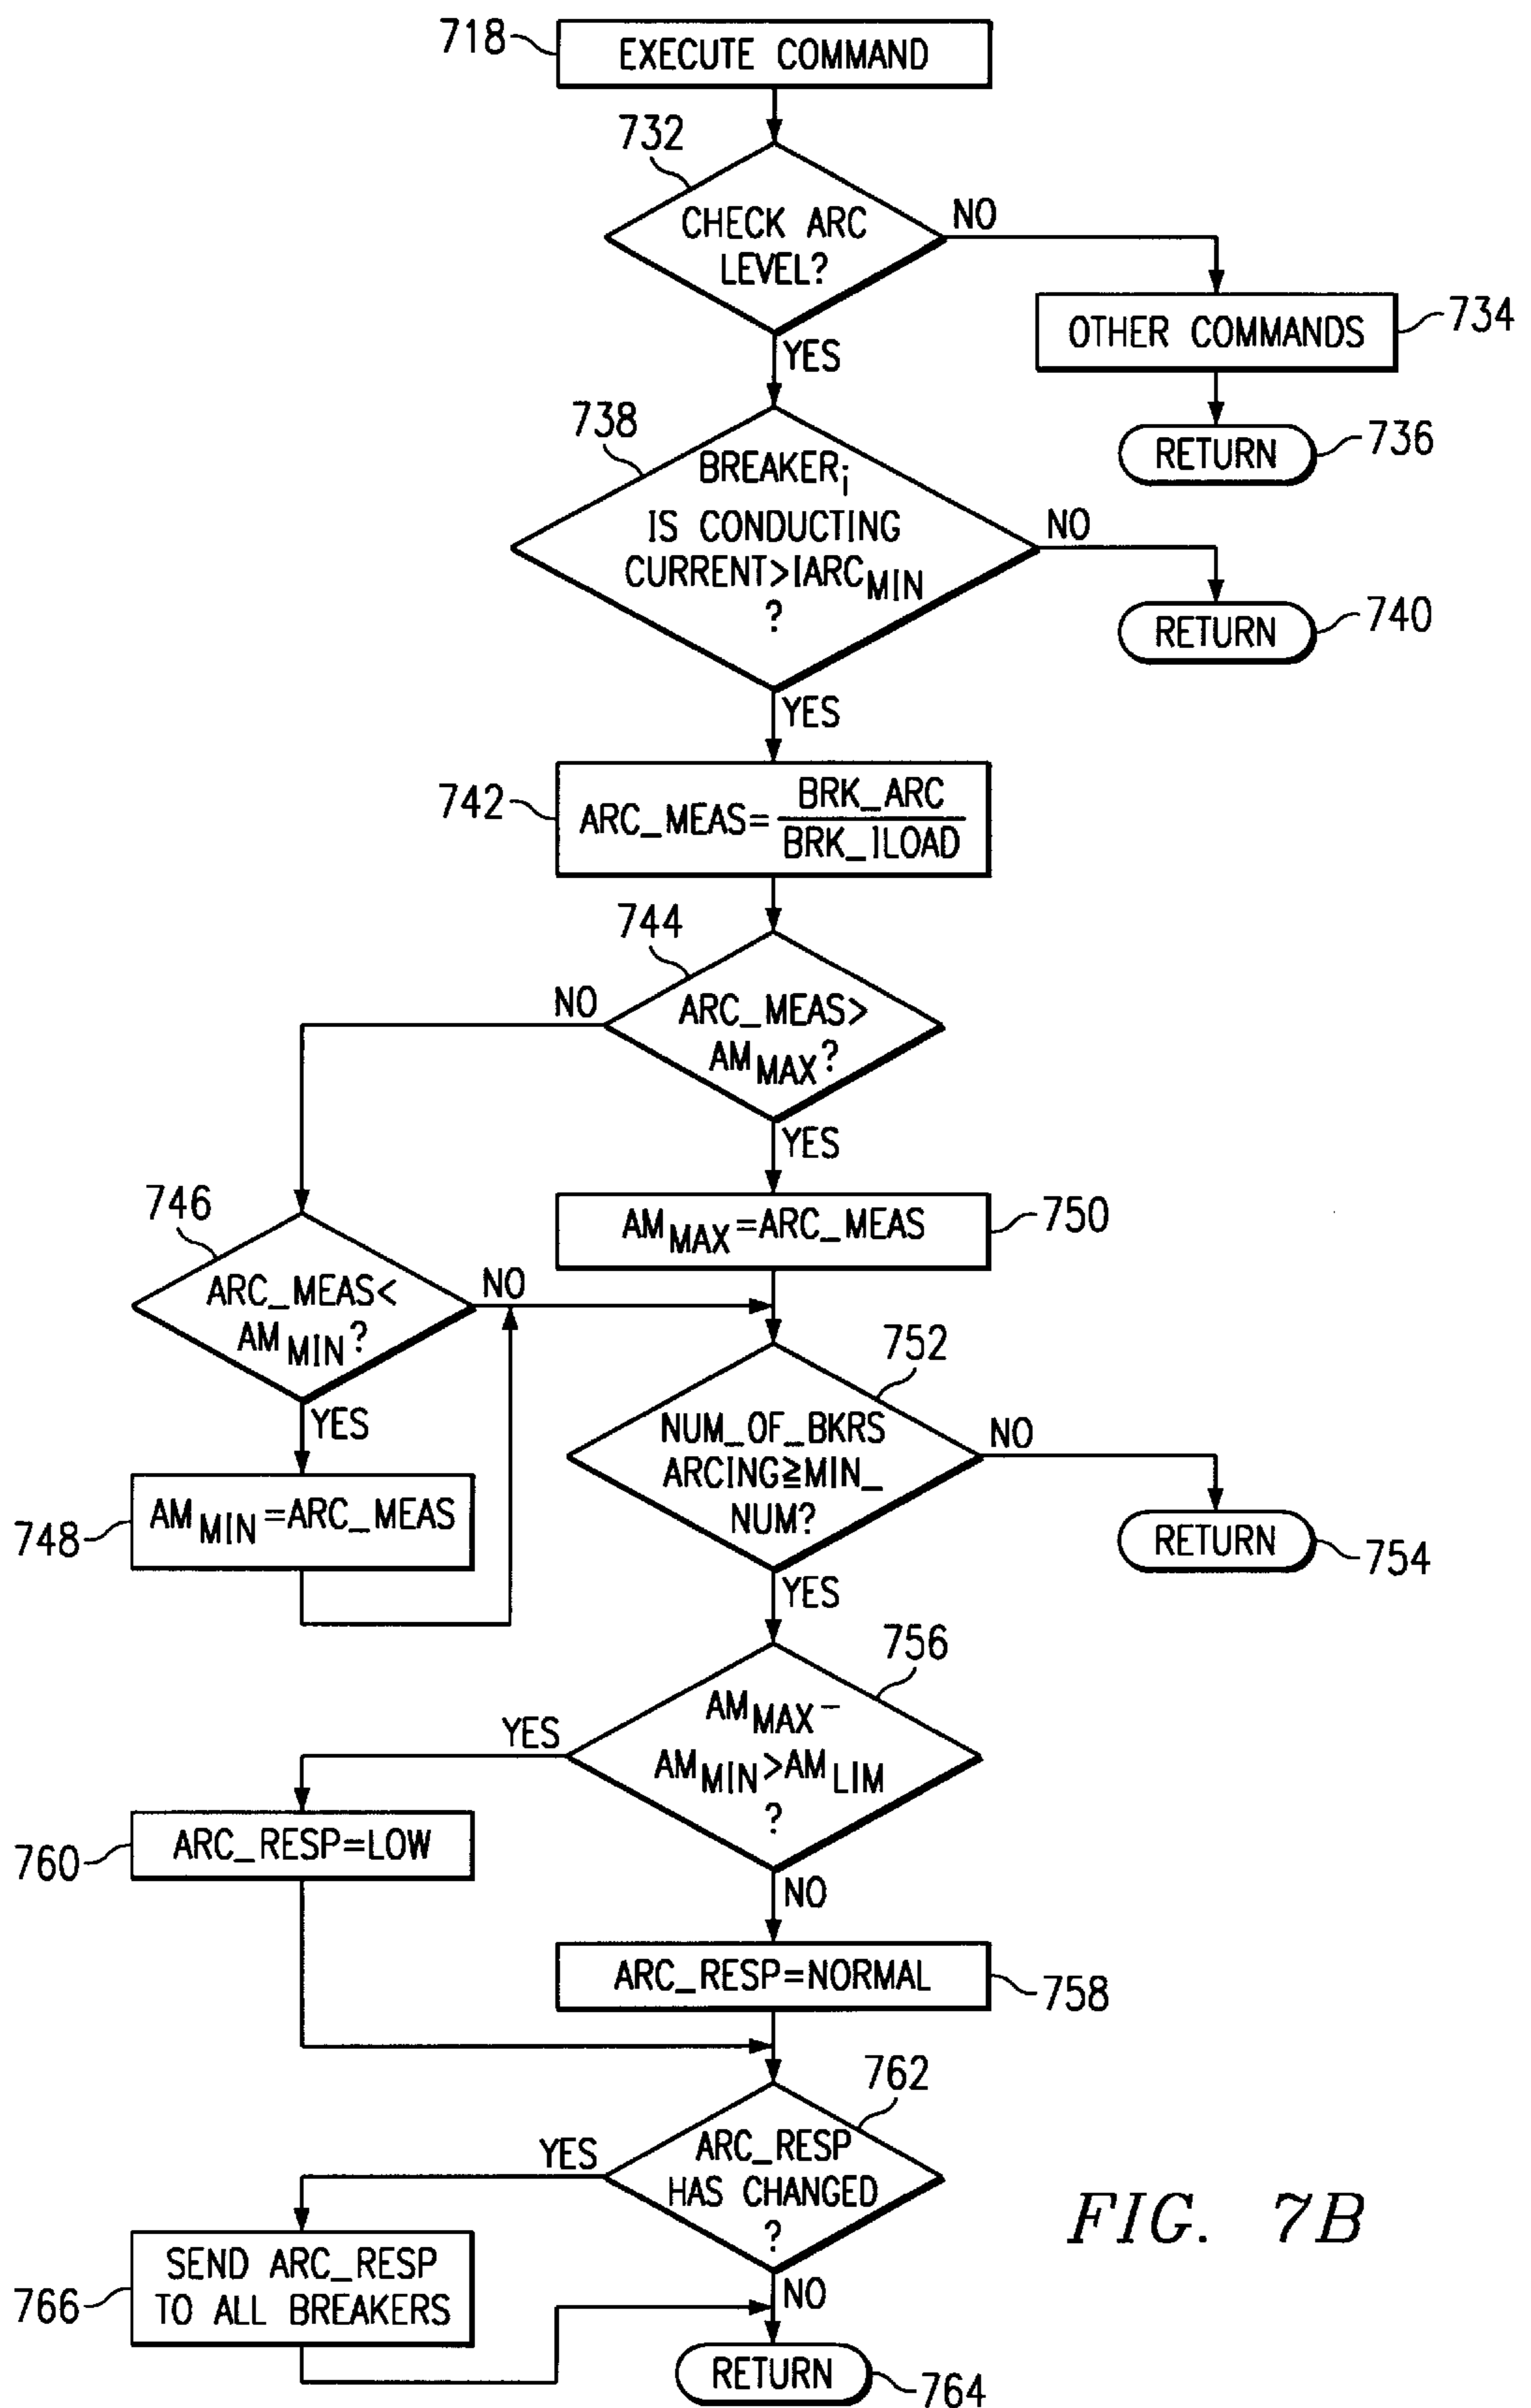 718
EXECUTE COMMAND
732
CHECK ARC
LEVEL?
NO
YES
OTHER COMMANDS
734
RETURN
736
738
BREAKERi
IS CONDUCTING
CURRENT>IARCMIN
?
NO
RETURN
740
YES
742
ARC_MEAS= BRK_ARC
BRK_ILOAD
744
ARC_MEAS>
AMMAX?
NO
YES
746
ARC_MEAS<
AMMIN?
NO
YES
AMMAX=ARC_MEAS
750
748
AMMIN=ARC_MEAS
752
NUM_OF_BKRS
ARCING≧MIN_
NUM?
NO
RETURN
754
YES
756
AMMAX-
AMMIN>AMLIM
?
YES
NO
760
ARC_RESP=LOW
ARC_RESP=NORMAL
758
762
ARC_RESP
HAS CHANGED
?
YES
NO
766
SEND ARC_RESP
TO ALL BREAKERS
RETURN
764
FIG. 7B